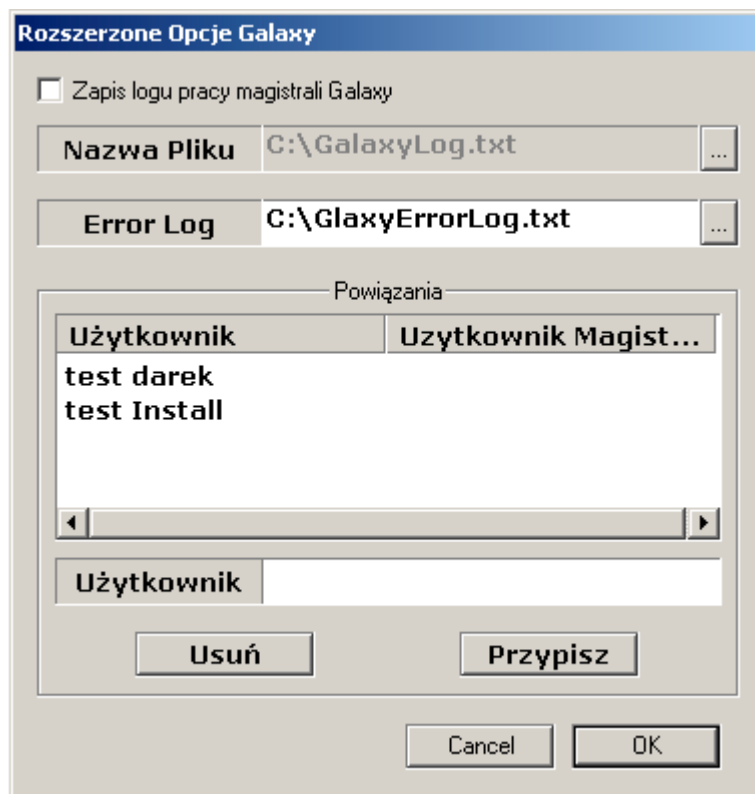 Rozszerzone Opcje Galaxy
Zapis logu pracy magistrali Galaxy
Nazwa Pliku C:\GalaxyLog.txt ...
Error Log C:\GlaxyErrorLog.txt ...
Powiązania
Użytkownik Uzytkownik Magist...
test darek
test Install
Użytkownik
Usuń Przypisz
Cancel OK